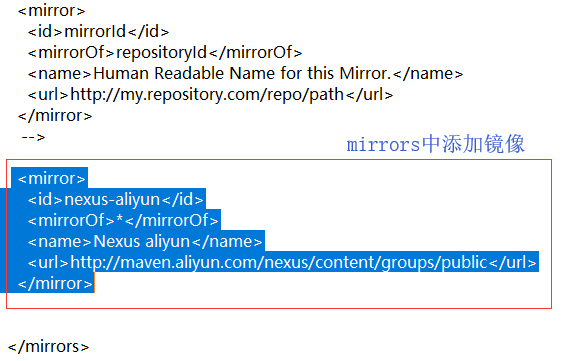 <mirror>
<id>mirrorId</id>
<mirrorOf>repositoryId</mirrorOf>
<name>Human Readable Name for this Mirror.</name>
<url>http://my.repository.com/repo/path</url>
</mirror>
-->
mirrors中添加镜像
<mirror>
<id>nexus-aliyun</id>
<mirrorOf>*</mirrorOf>
<name>Nexus aliyun</name>
<url>http://maven.aliyun.com/nexus/content/groups/public</url>
</mirror>
</mirrors>